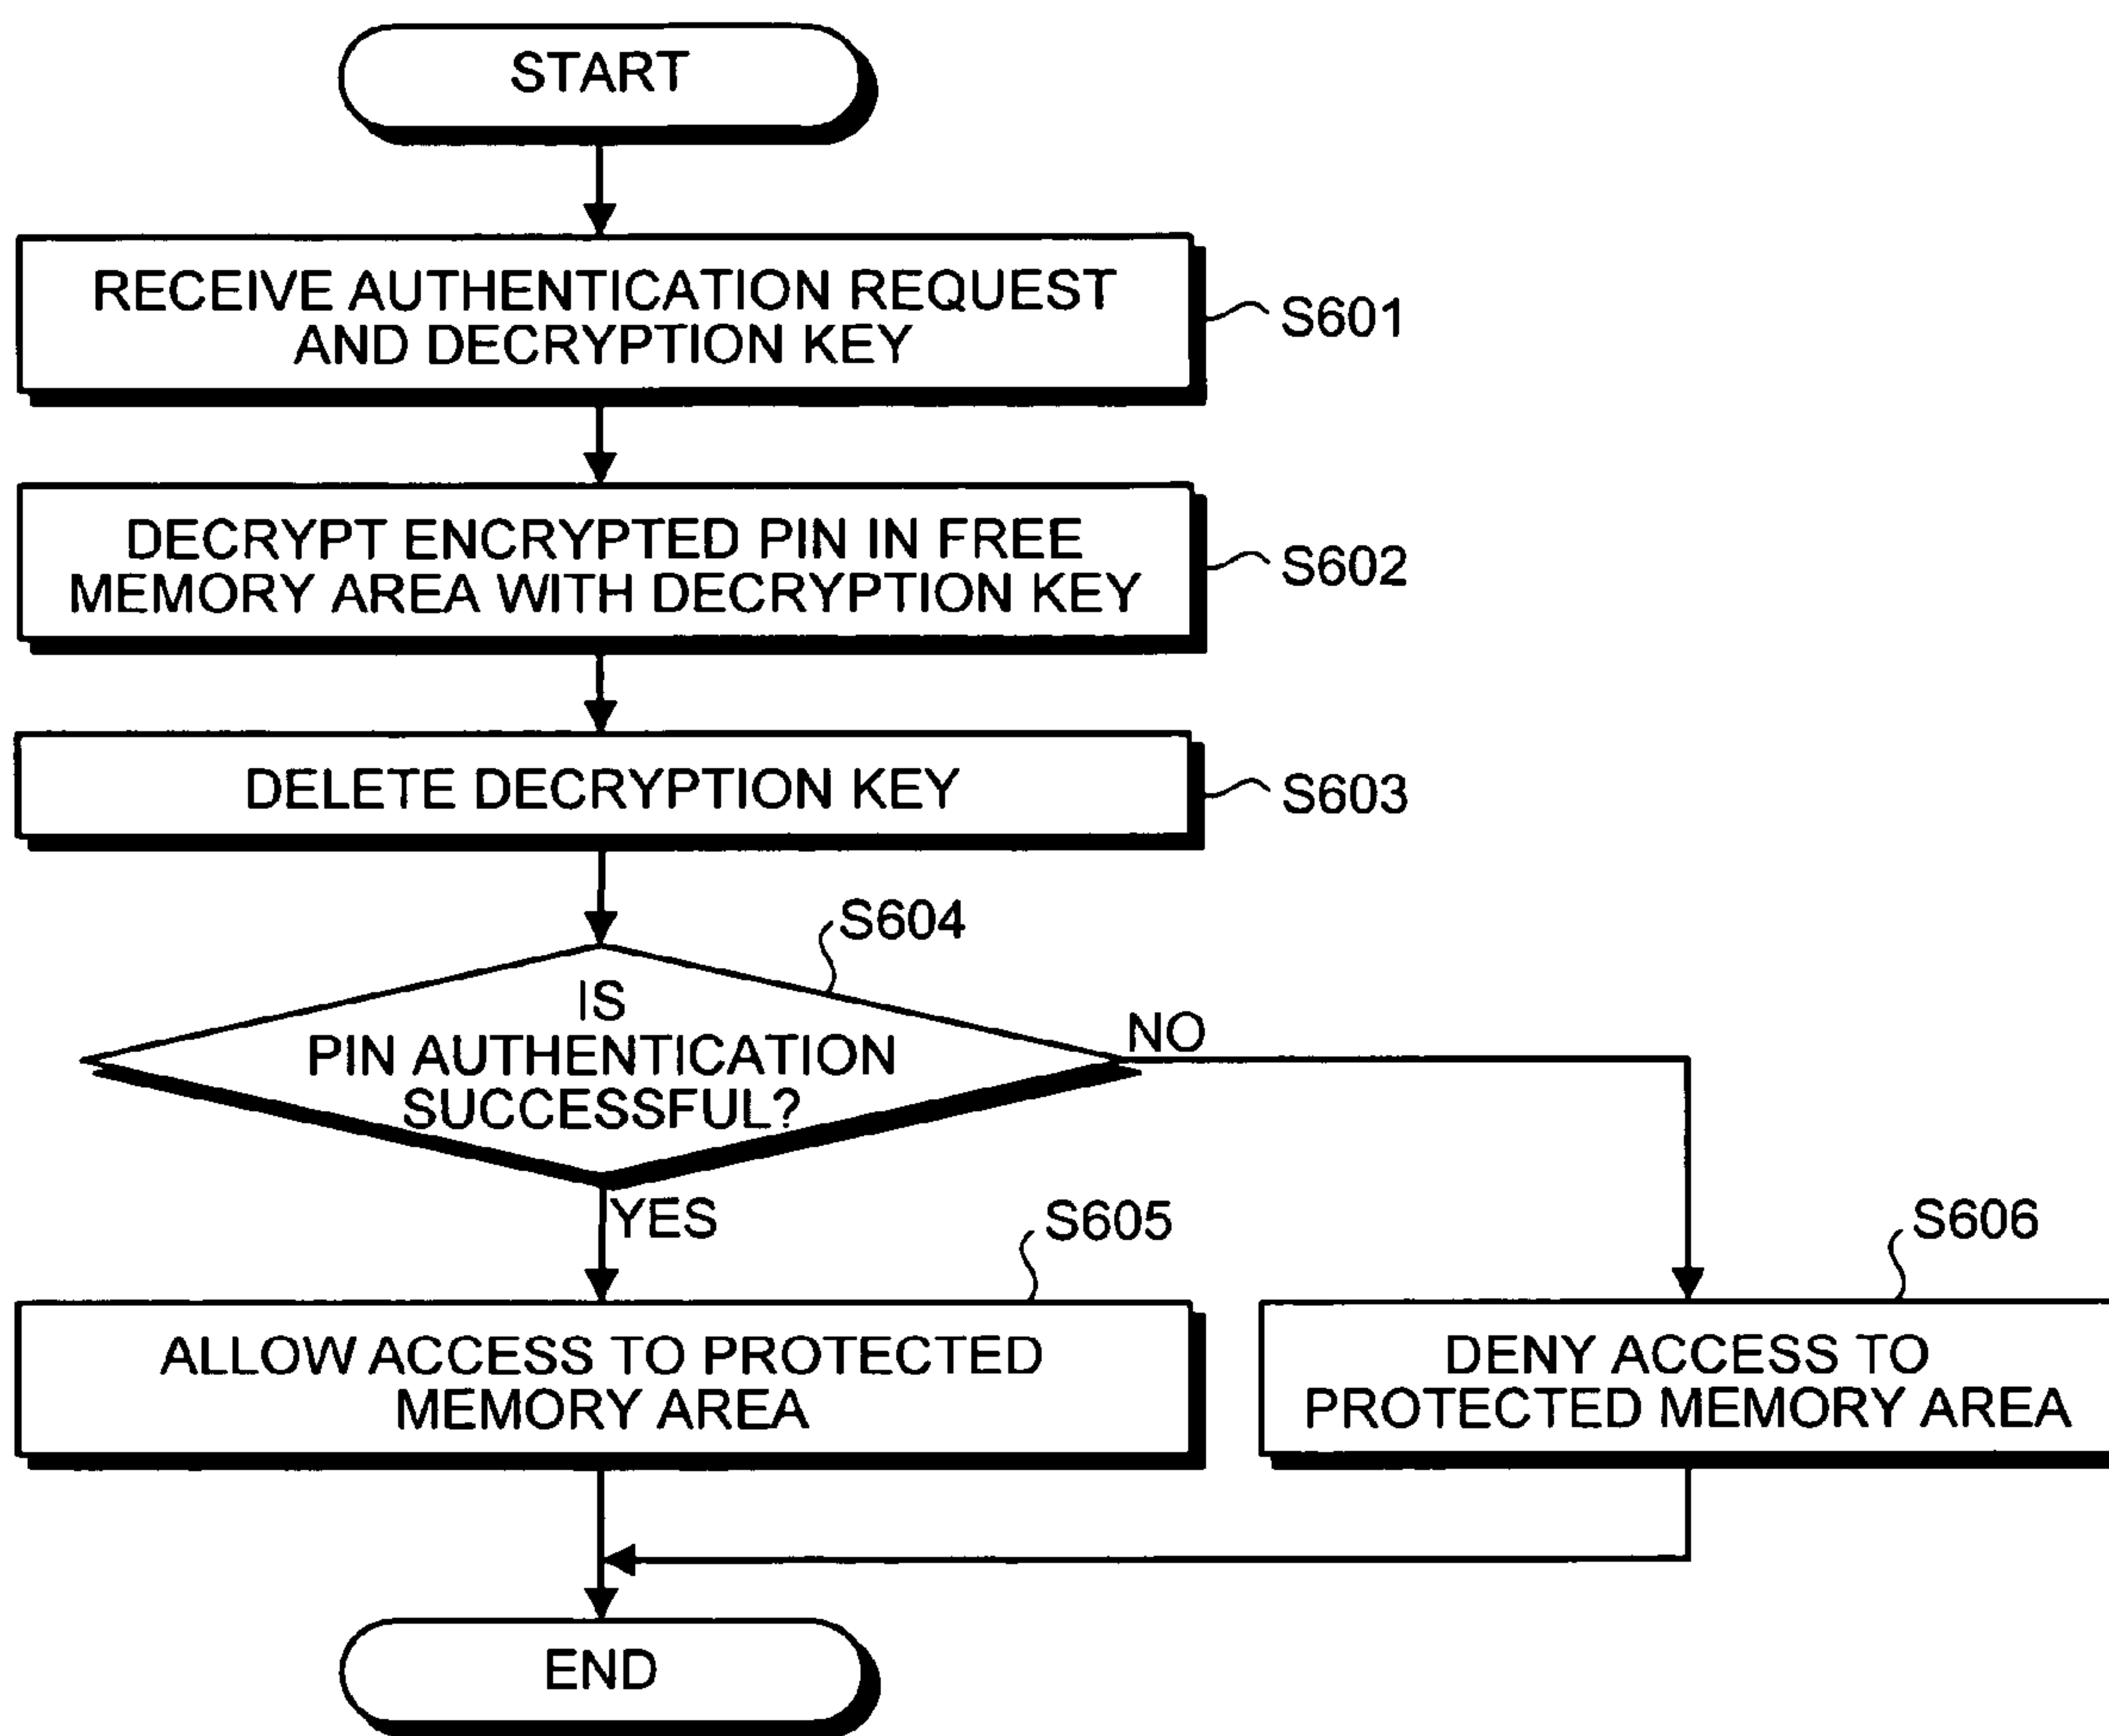 START
RECEIVE AUTHENTICATION REQUEST
AND DECRYPTION KEY
S601
DECRYPT ENCRYPTED PIN IN FREE
MEMORY AREA WITH DECRYPTION KEY
S602
DELETE DECRYPTION KEY
S603
S604
IS
PIN AUTHENTICATION
SUCCESSFUL?
NO
YES
S605
ALLOW ACCESS TO PROTECTED
MEMORY AREA
S606
DENY ACCESS TO
PROTECTED MEMORY AREA
END